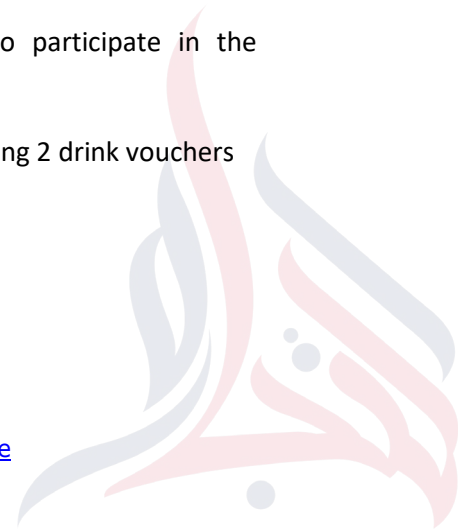 o participate in the
ng 2 drink vouchers
e